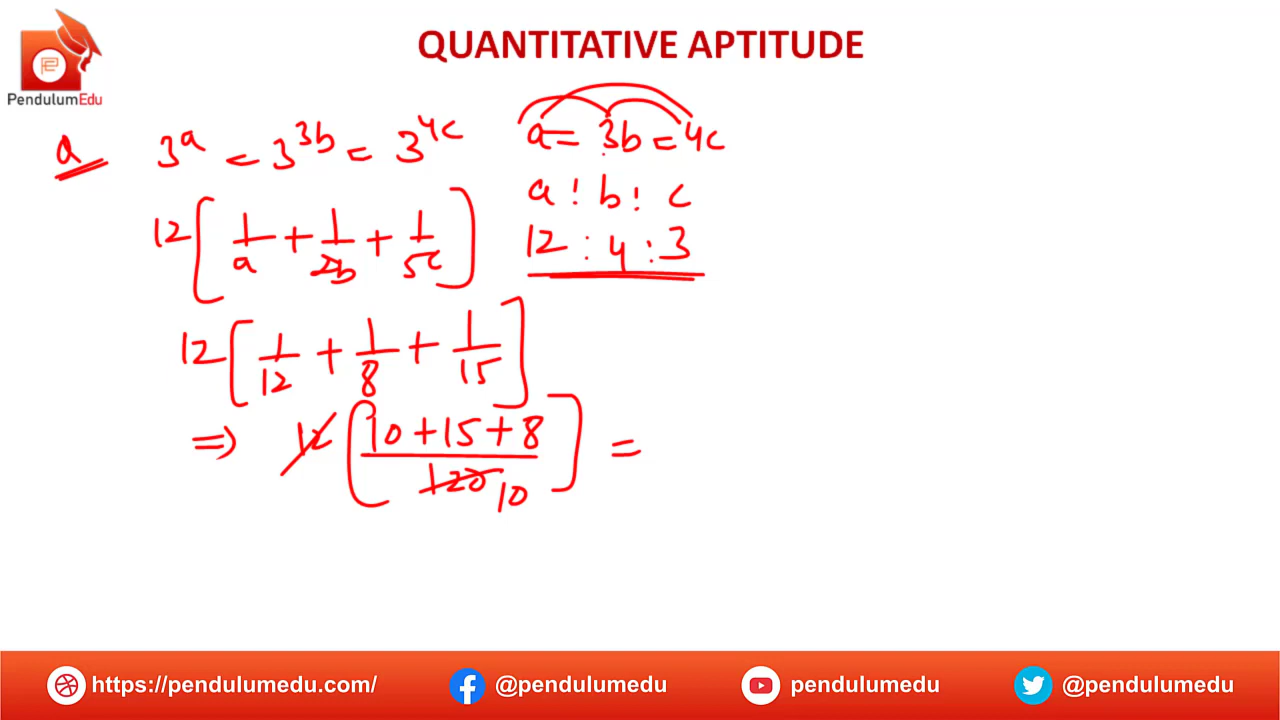 QUANTITATIVE APTITUDE
PendulumEdu
a
3^a = 3^{3b} = 3^{4c}
a = 3b = 4c
a : b : c
12 : 4 : 3
12 [ 1/a + 1/2b + 1/5c ]
12 [ 1/12 + 1/8 + 1/15 ]
⇒ 12 [ 10+15+8 / 120 10 ] =
https://pendulumedu.com/ @pendulumedu pendulumedu @pendulumedu